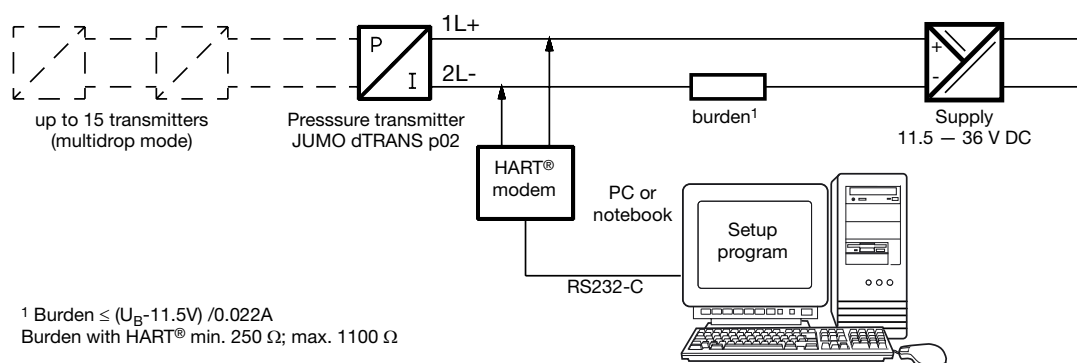 1L+
P
I
2L-
+
-
up to 15 transmitters
(multidrop mode)
Presssure transmitter
JUMO dTRANS p02
burden¹
Supply
11.5 — 36 V DC
HART®
modem
PC or
notebook
Setup
program
RS232-C
¹ Burden ≤ (U_B-11.5V) /0.022A
Burden with HART® min. 250 Ω; max. 1100 Ω